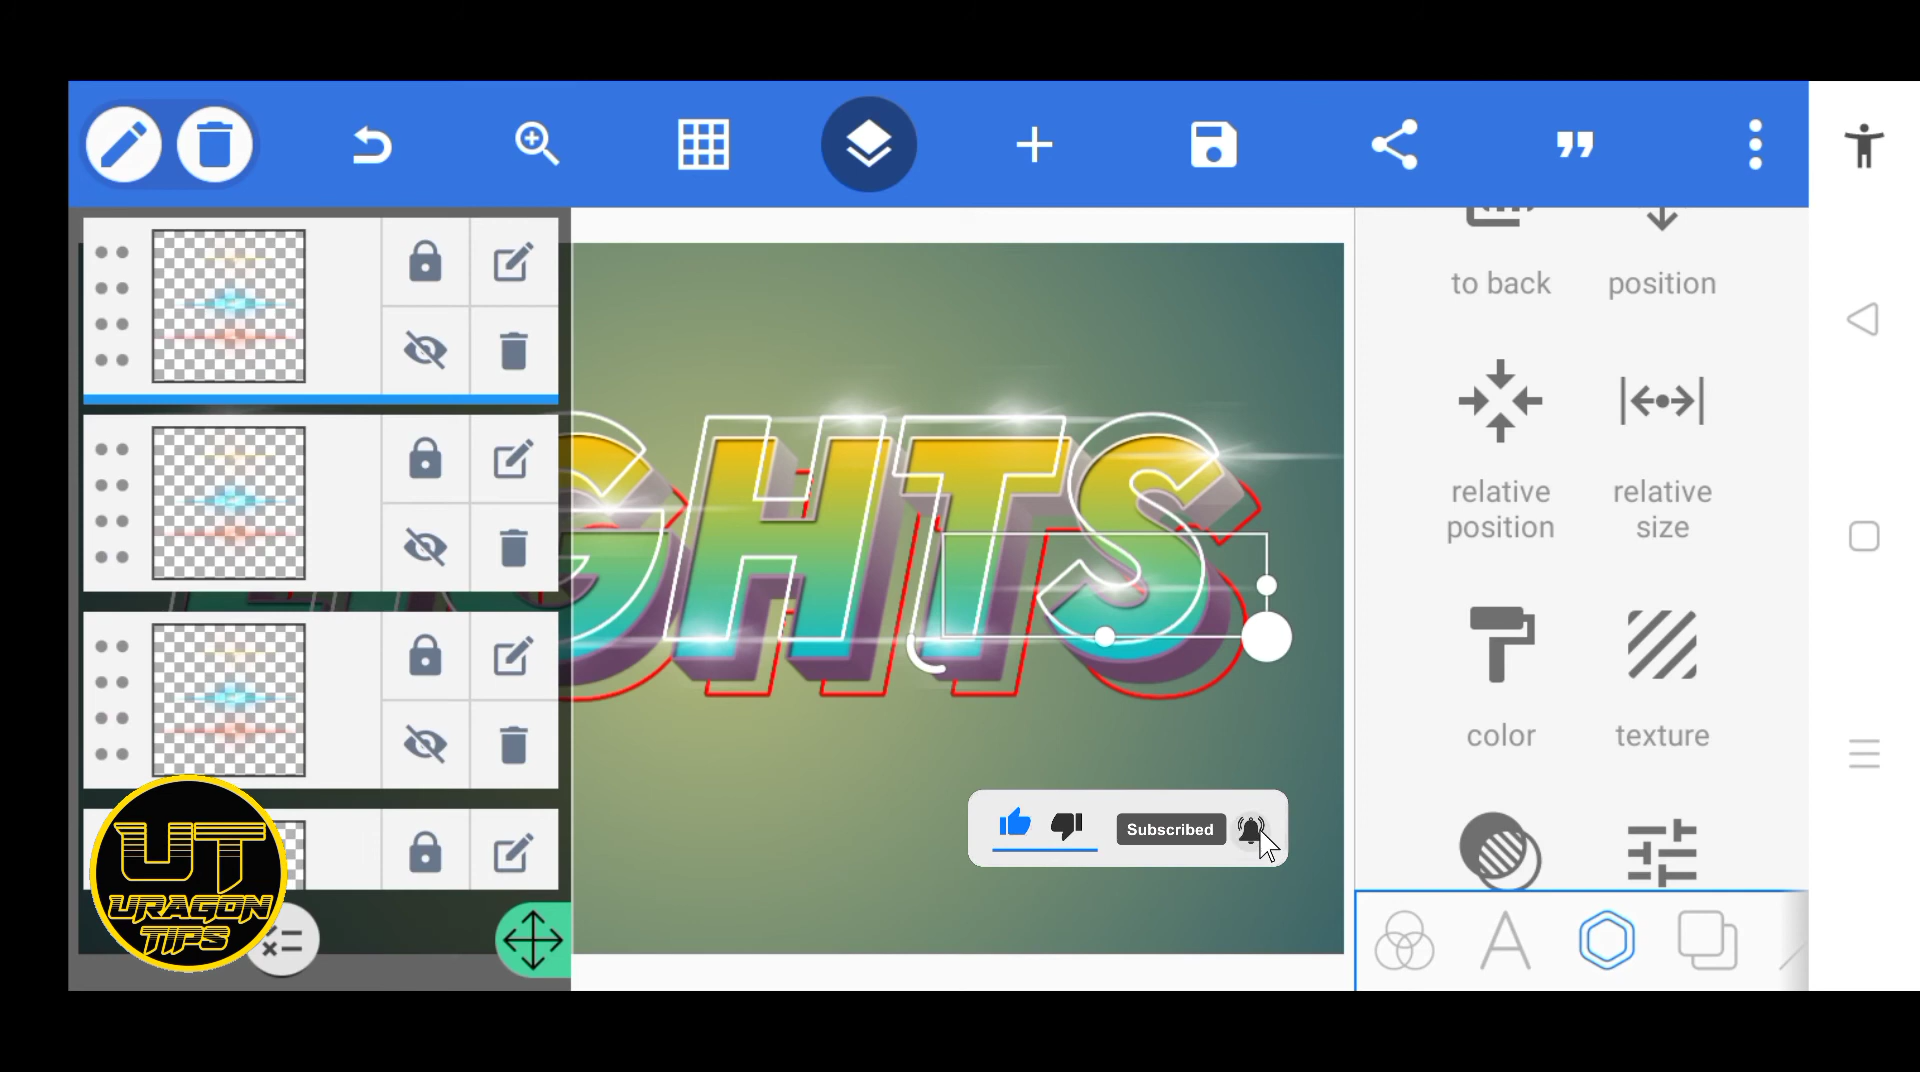 to back
position
relative
position
relative
size
GHTS
color
texture
Subscribed
UT
URAGON
TIPS